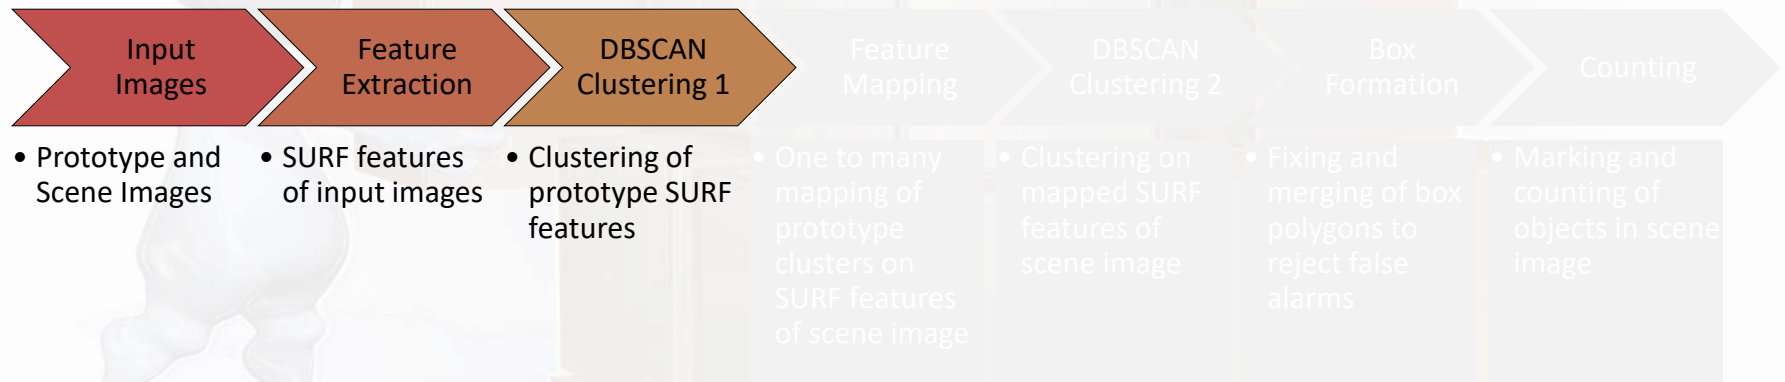 Input
Images
Feature
Extraction
DBSCAN
Clustering 1
Feature
Mapping
DBSCAN
Clustering 2
Box
Formation
Counting
• Prototype and
Scene Images
• SURF features
of input images
• Clustering of
prototype SURF
features
• One to many
mapping of
prototype
clusters on
SURF features
of scene image
• Clustering on
mapped SURF
features of
scene image
• Fixing and
merging of box
polygons to
reject false
alarms
• Marking and
counting of
objects in scene
image